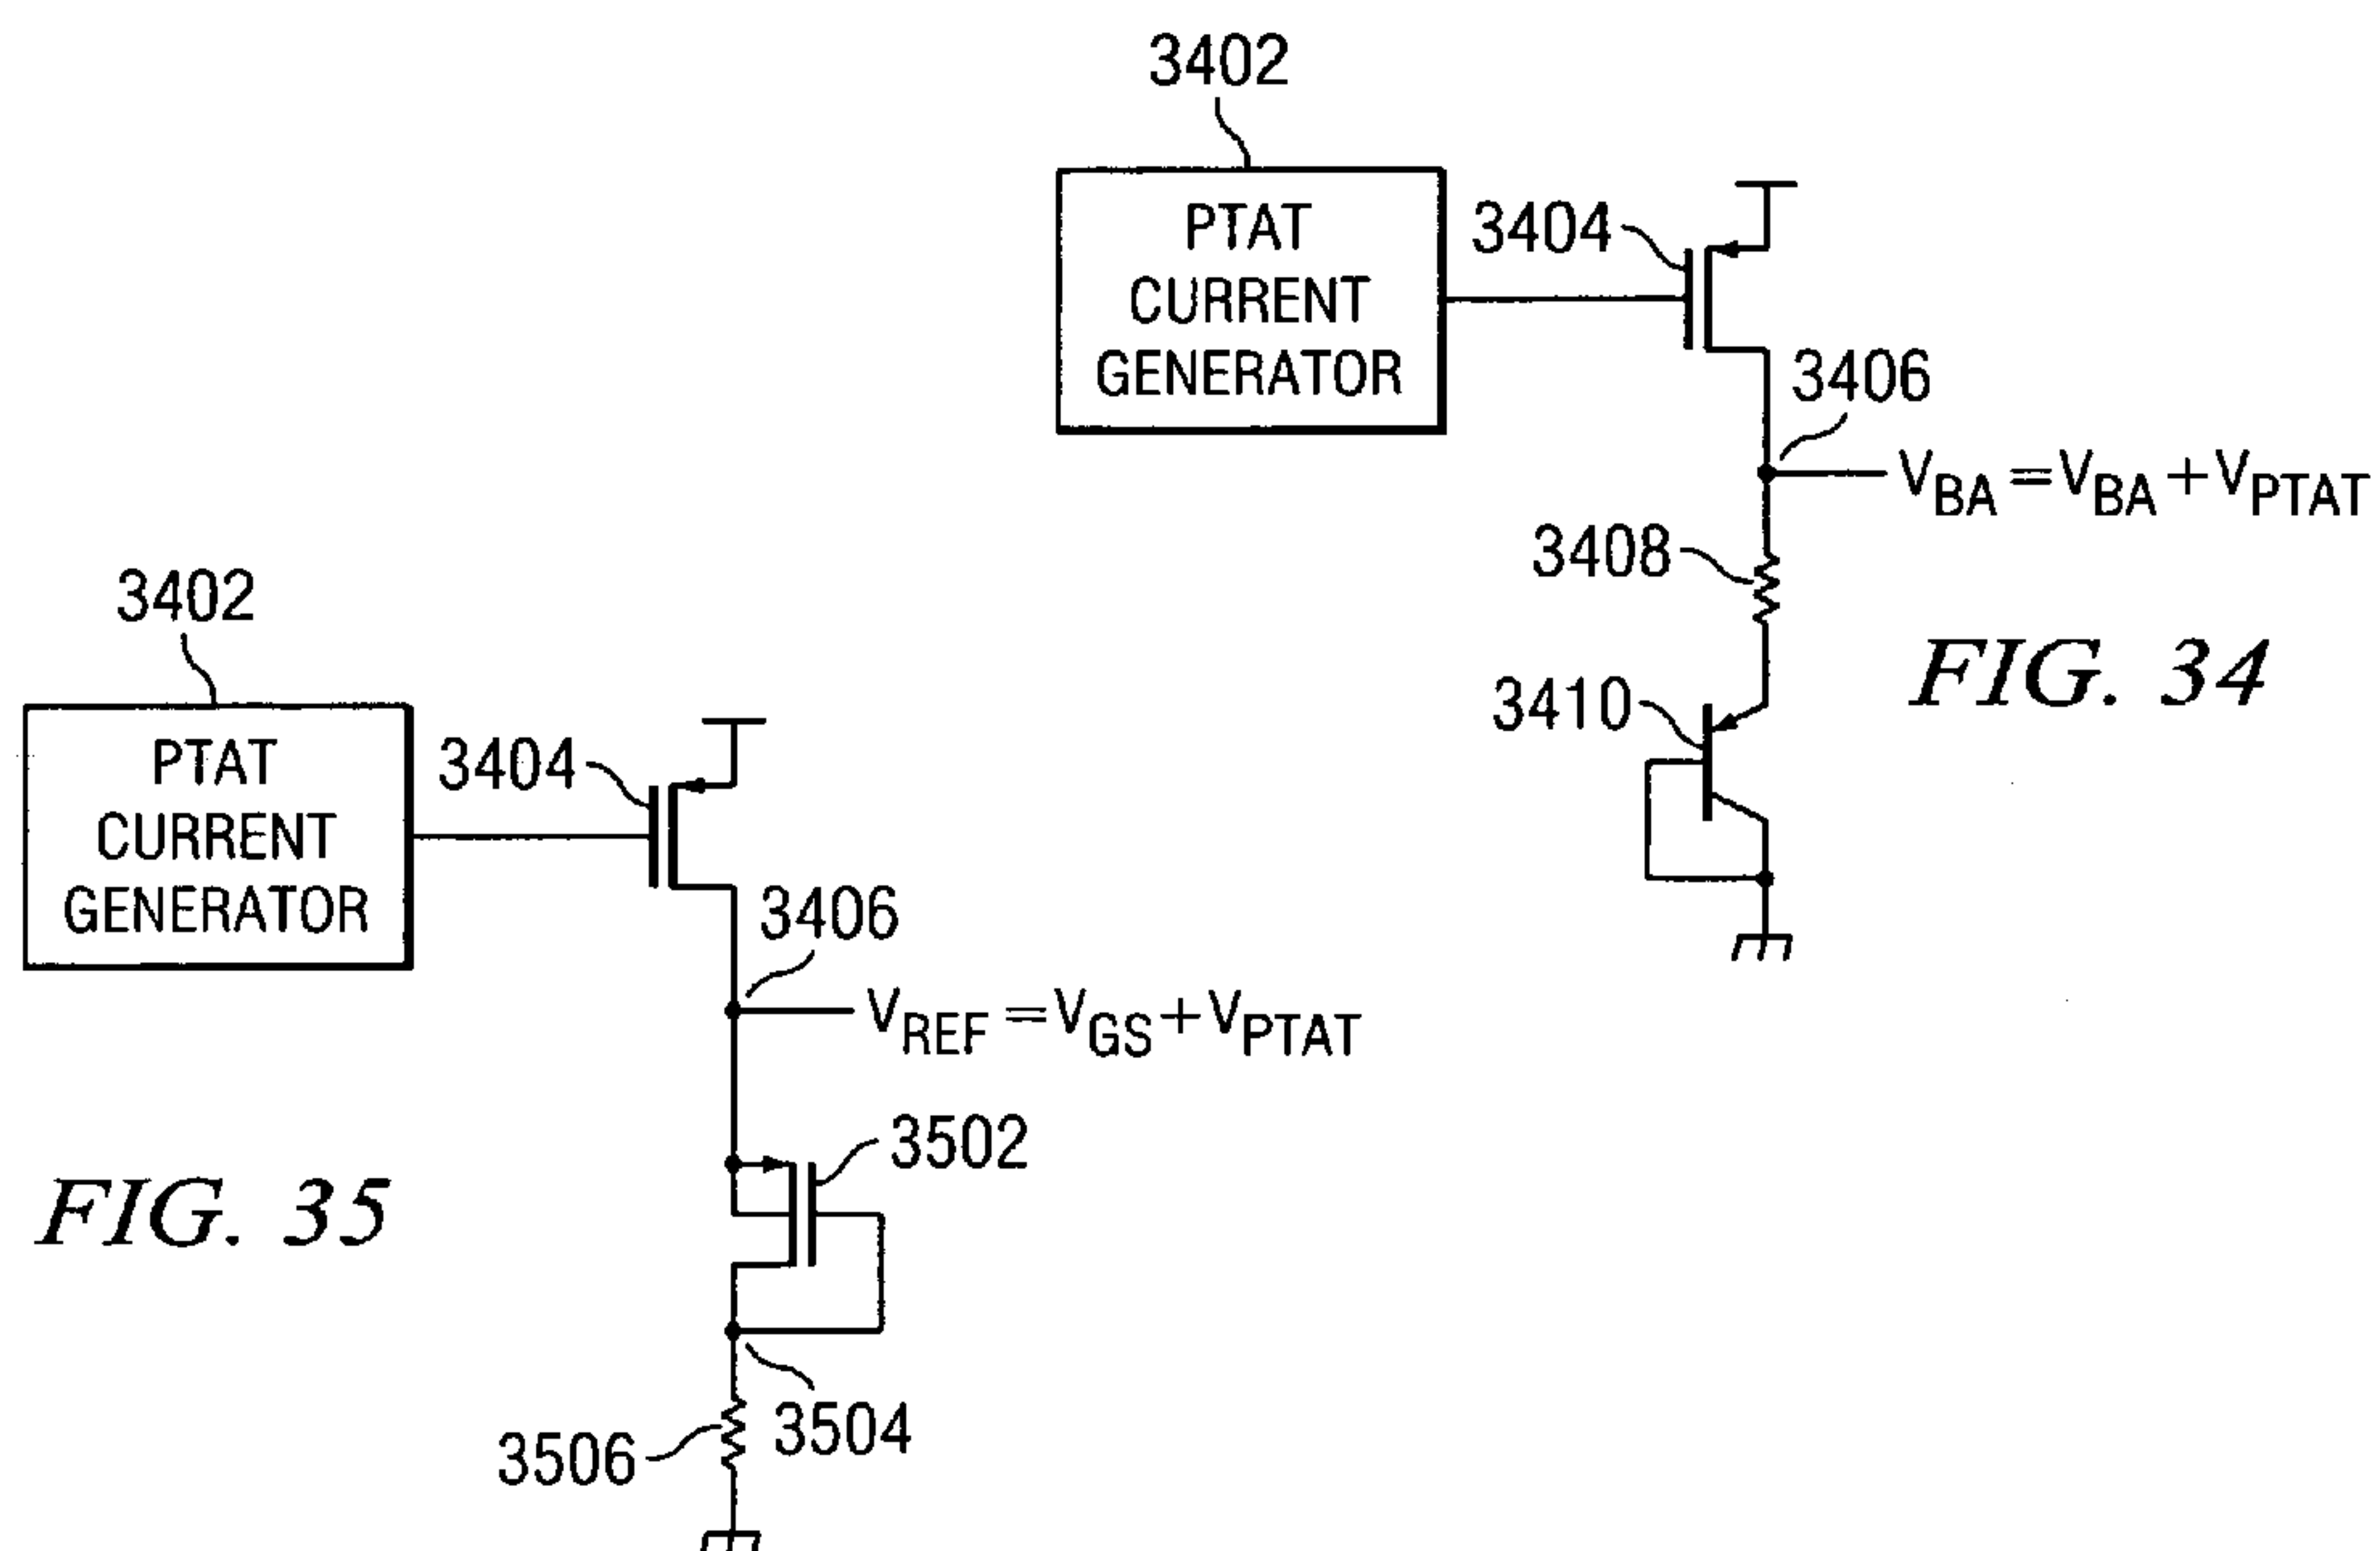 3402
PTAT
CURRENT
GENERATOR
3404
3406
V_BA = V_BA + V_PTAT
3408
3410
FIG. 34
3402
PTAT
CURRENT
GENERATOR
3404
3406
V_REF = V_GS + V_PTAT
3502
FIG. 35
3504
3506